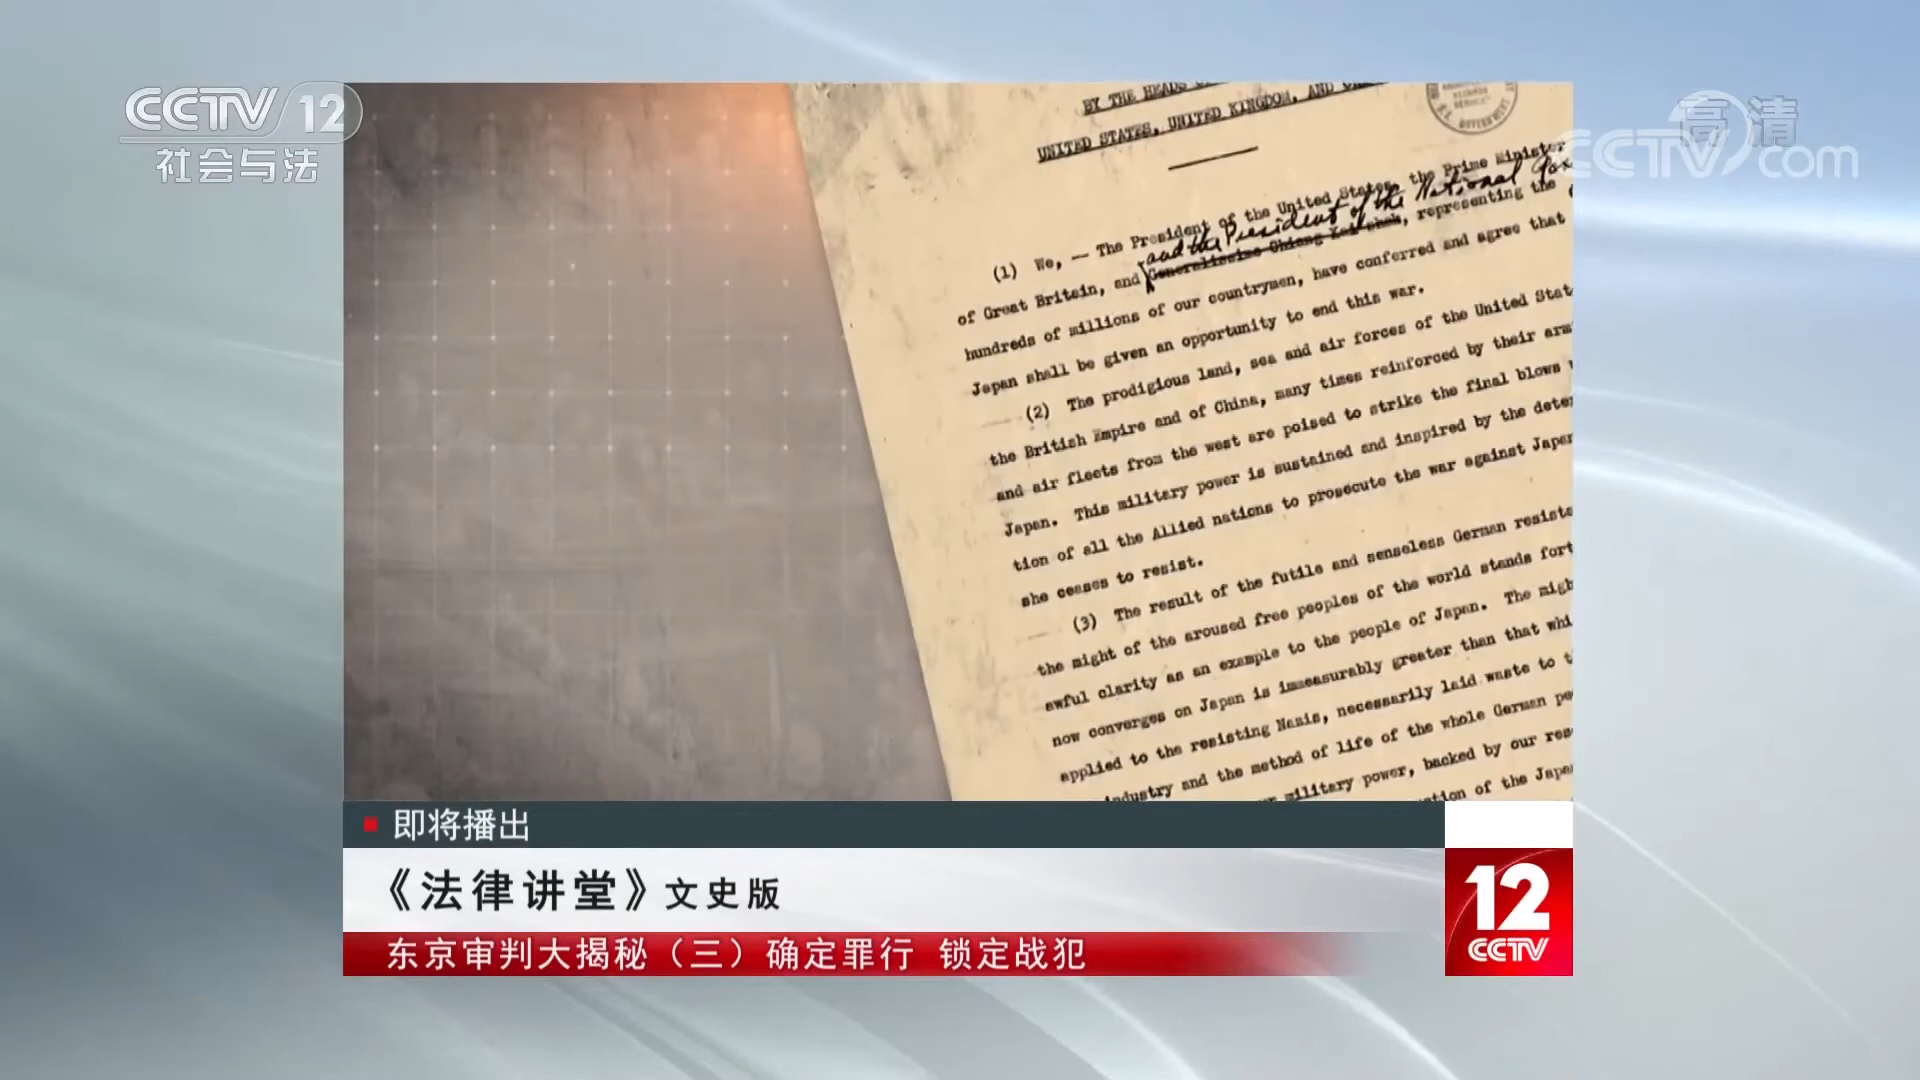 CCTV 12
社会与法
高清
CCTV com
BY THE HEADS
UNITED STATES, UNITED KINGDOM, AND
(1) We, — The President of the United States, the Prime Minister
and the President of the National
of Great Britain, and Generalissimo Chiang Kai-shek, representing the
hundreds of millions of our countrymen, have conferred and agree that
Japan shall be given an opportunity to end this war.
(2) The prodigious land, sea and air forces of the United
the British Empire and of China, many times reinforced by their
and air fleets from the west are poised to strike the final blows
Japan. This military power is sustained and inspired by the
tion of all the Allied nations to prosecute the war against
she ceases to resist.
(3) The result of the futile and senseless German
the might of the aroused free peoples of the world stands
awful clarity as an example to the people of Japan. The
now converges on Japan is immeasurably greater than that
applied to the resisting Nazis, necessarily laid waste to
industry and the method of life of the whole German
military power, backed by our
of the
即将播出
《法律讲堂》文史版
东京审判大揭秘（三）确定罪行 锁定战犯
12
CCTV